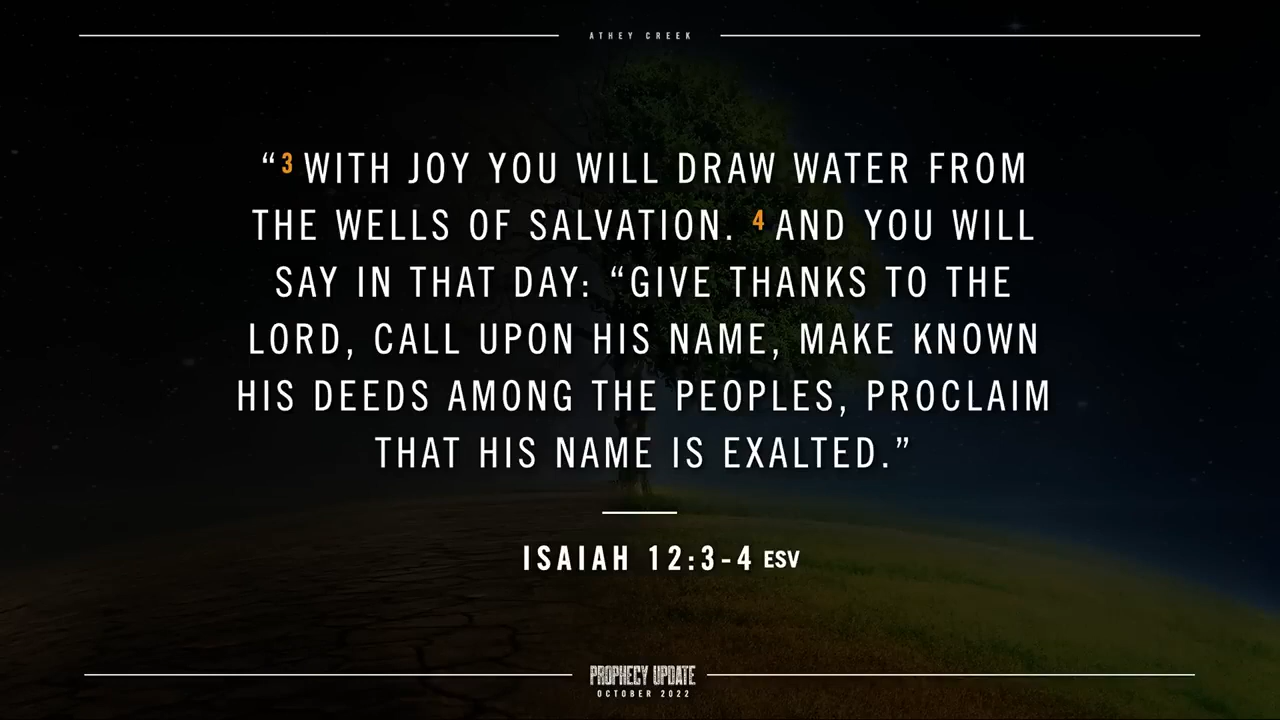 ATHEY CREEK
“3 WITH JOY YOU WILL DRAW WATER FROM
THE WELLS OF SALVATION. 4 AND YOU WILL
SAY IN THAT DAY: “GIVE THANKS TO THE
LORD, CALL UPON HIS NAME, MAKE KNOWN
HIS DEEDS AMONG THE PEOPLES, PROCLAIM
THAT HIS NAME IS EXALTED.”
ISAIAH 12:3-4 ESV
PROPHECY UPDATE
OCTOBER 2022